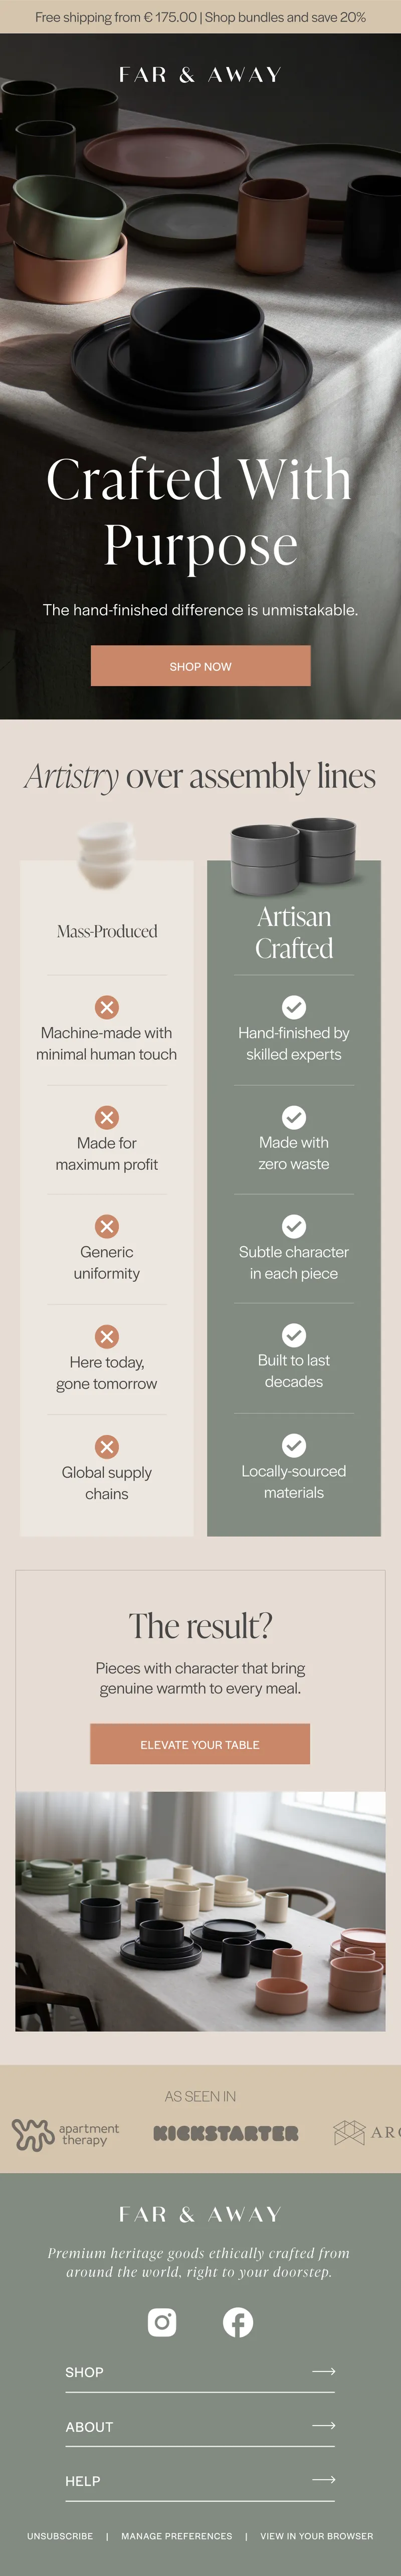 Free shipping from € 175.00 | Shop bundles and save 20%
FAR & AWAY
Crafted With
Purpose
The hand-finished difference is unmistakable.
SHOP NOW
Artistry over assembly lines
Mass-Produced
Machine-made with
minimal human touch
Made for
maximum profit
Generic
uniformity
Here today,
gone tomorrow
Global supply
chains
Artisan
Crafted
Hand-finished by
skilled experts
Made with
zero waste
Subtle character
in each piece
Built to last
decades
Locally-sourced
materials
The result?
Pieces with character that bring
genuine warmth to every meal.
ELEVATE YOUR TABLE
AS SEEN IN
apartment
therapy
KICKSTARTER
FAR & AWAY
Premium heritage goods ethically crafted from
around the world, right to your doorstep.
SHOP
ABOUT
HELP
UNSUBSCRIBE | MANAGE PREFERENCES | VIEW IN YOUR BROWSER